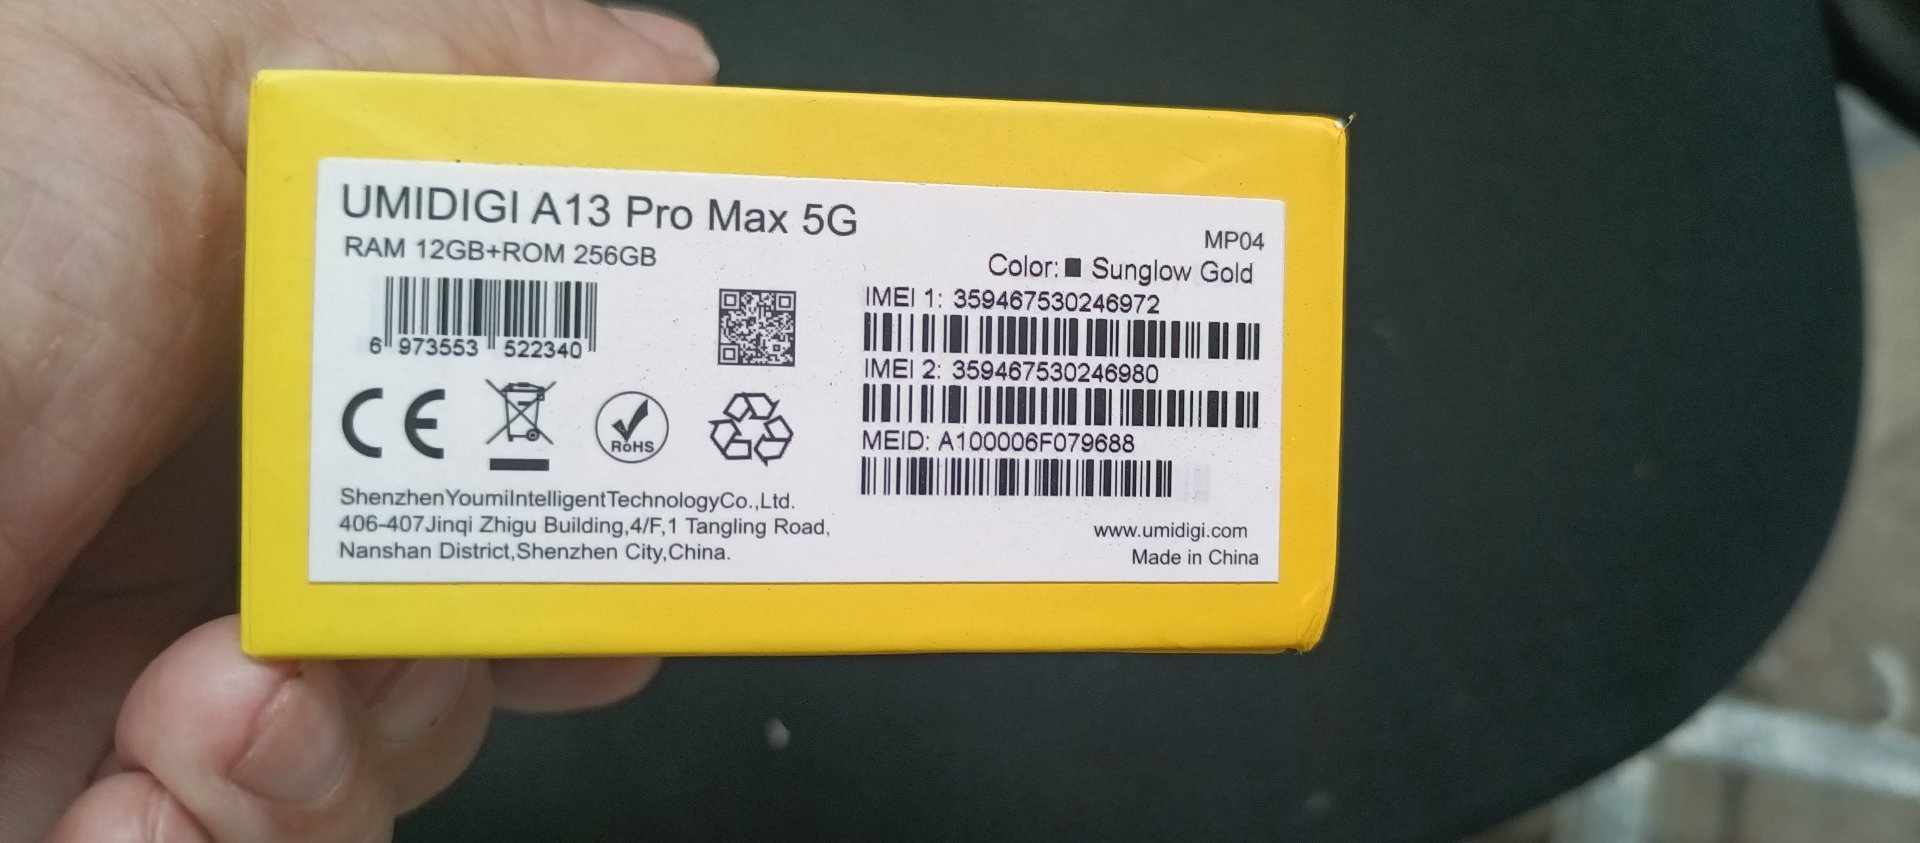 UMIDIGI A13 Pro Max 5G
RAM 12GB+ROM 256GB
6 973553 522340
RoHS
ShenzhenYoumiIntelligentTechnologyCo.,Ltd.
406-407Jinqi Zhigu Building,4/F,1 Tangling Road,
Nanshan District,Shenzhen City,China.
MP04
Color: Sunglow Gold
IMEI 1: 359467530246972
IMEI 2: 359467530246980
MEID: A100006F079688
www.umidigi.com
Made in China